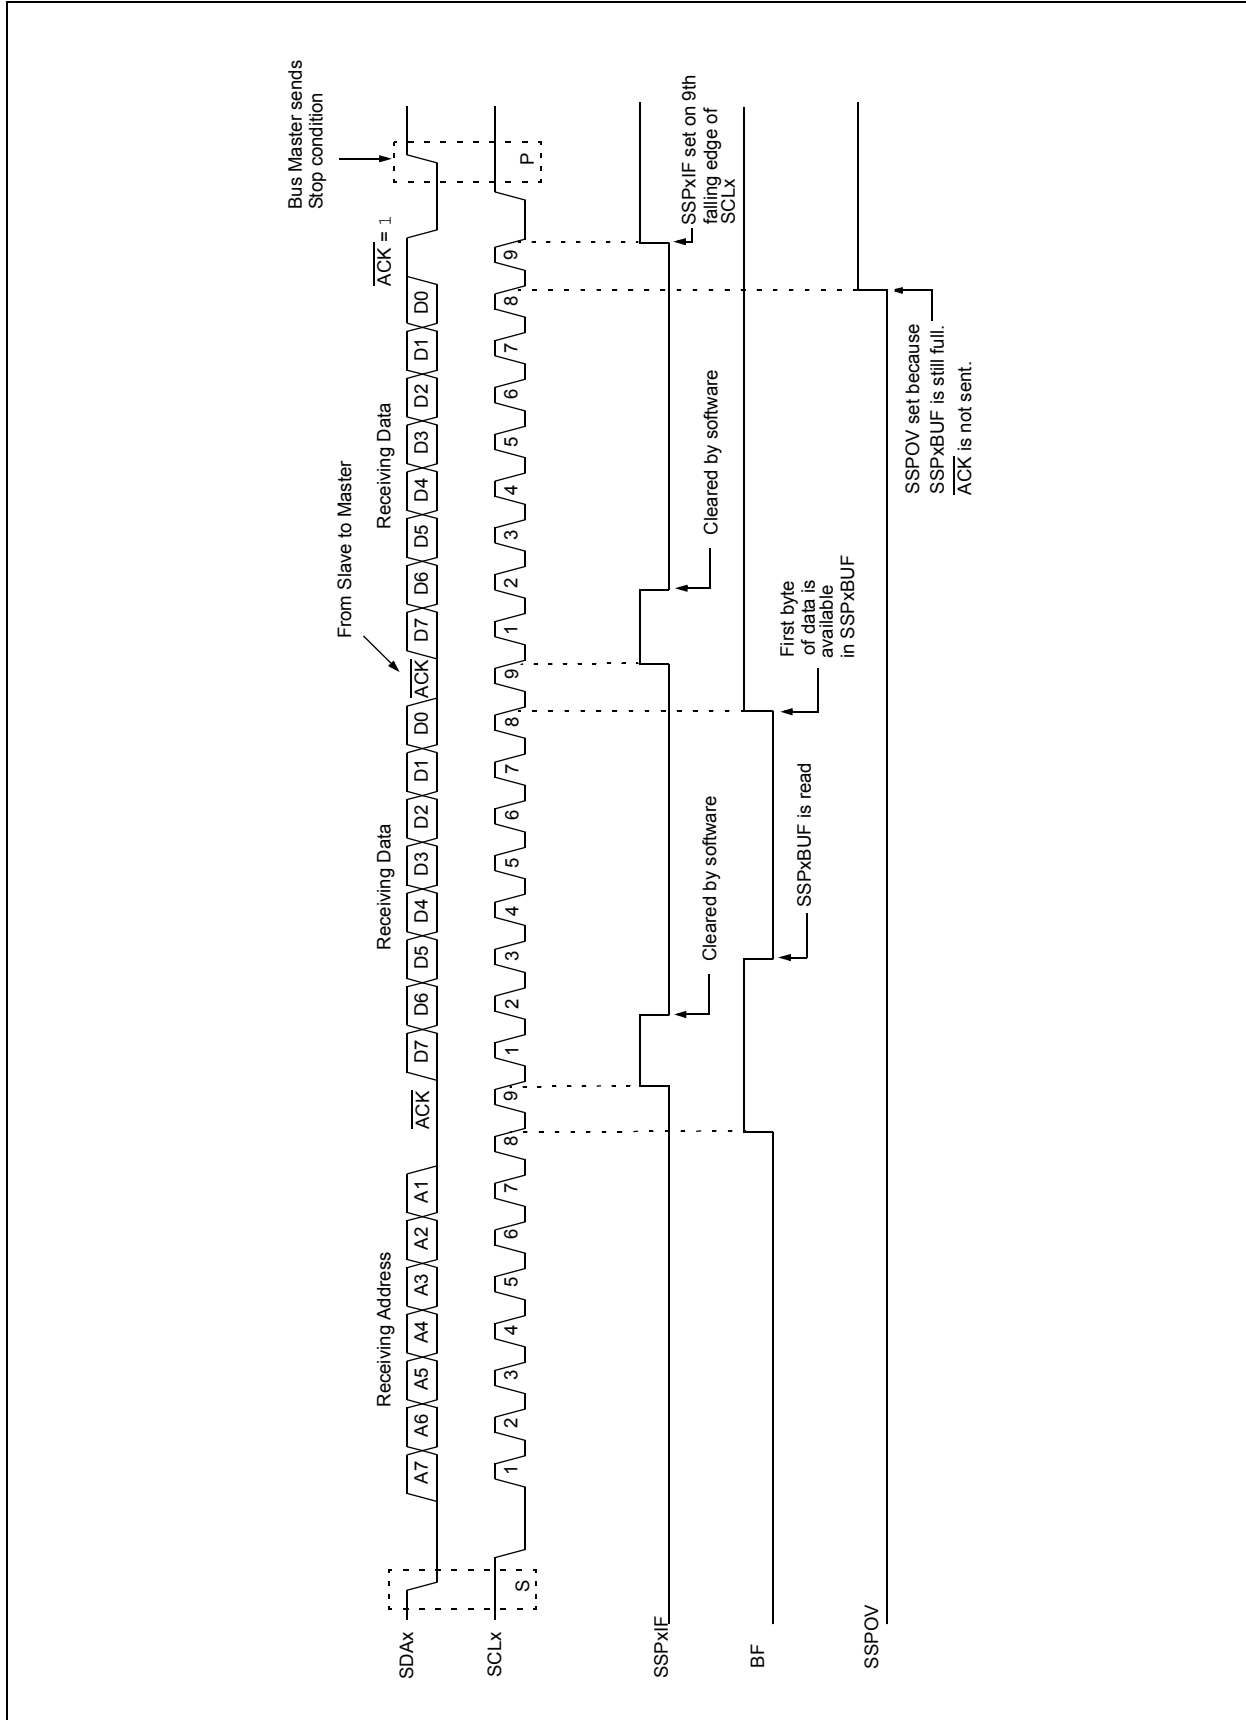 Bus Master sends
Stop condition
From Slave to Master
Receiving Address
Receiving Data
Receiving Data
ACK = 1
SDAx
A7 A6 A5 A4 A3 A2 A1 ACK D7 D6 D5 D4 D3 D2 D1 D0 ACK D7 D6 D5 D4 D3 D2 D1 D0
SCLx
S 1 2 3 4 5 6 7 8 9 1 2 3 4 5 6 7 8 9 1 2 3 4 5 6 7 8 9 P
SSPxIF
Cleared by software
Cleared by software
SSPxIF set on 9th
falling edge of
SCLx
BF
SSPxBUF is read
First byte
of data is
available
in SSPxBUF
SSPOV
SSPOV set because
SSPxBUF is still full.
ACK is not sent.